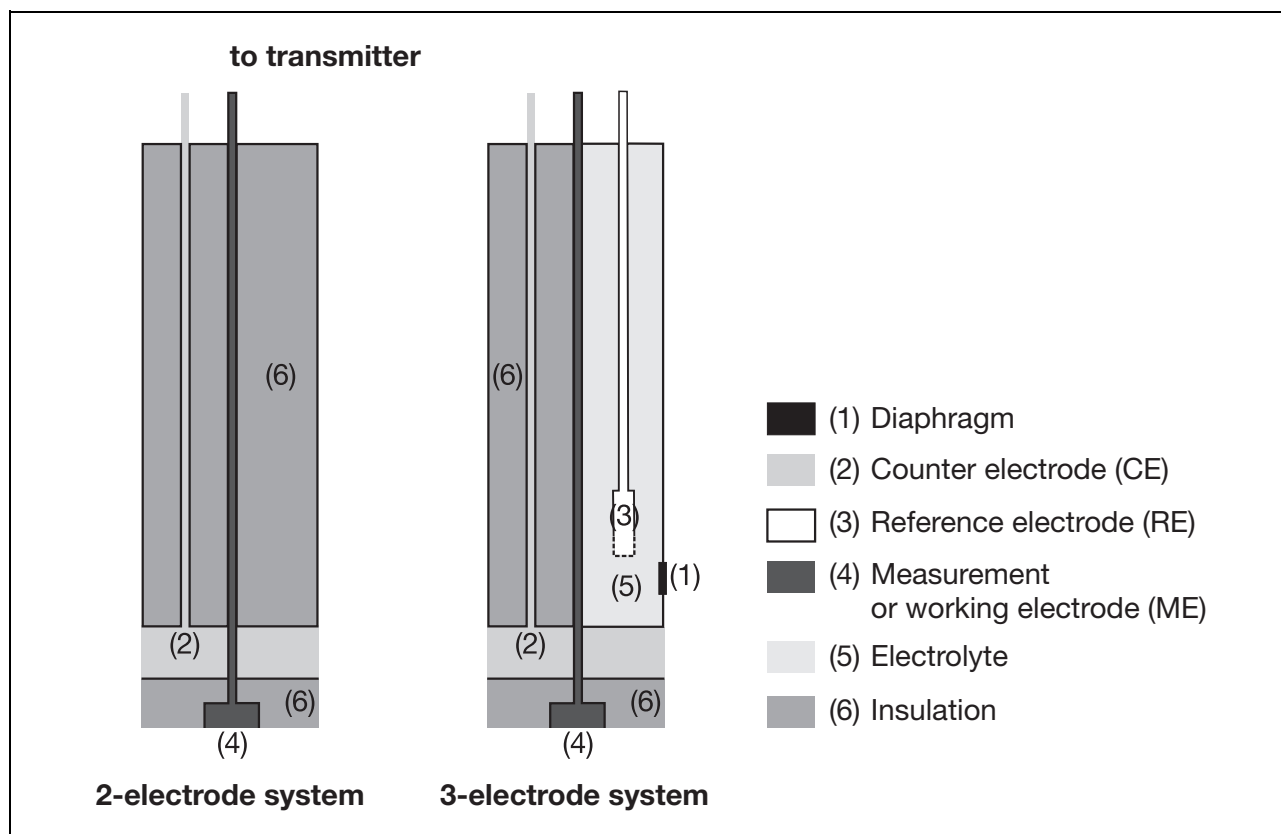 to transmitter
(6)
(2)
(6)
(4)
2-electrode system
(6)
(3)
(5)
(1)
(2)
(6)
(4)
3-electrode system
(1) Diaphragm
(2) Counter electrode (CE)
(3) Reference electrode (RE)
(4) Measurement
or working electrode (ME)
(5) Electrolyte
(6) Insulation